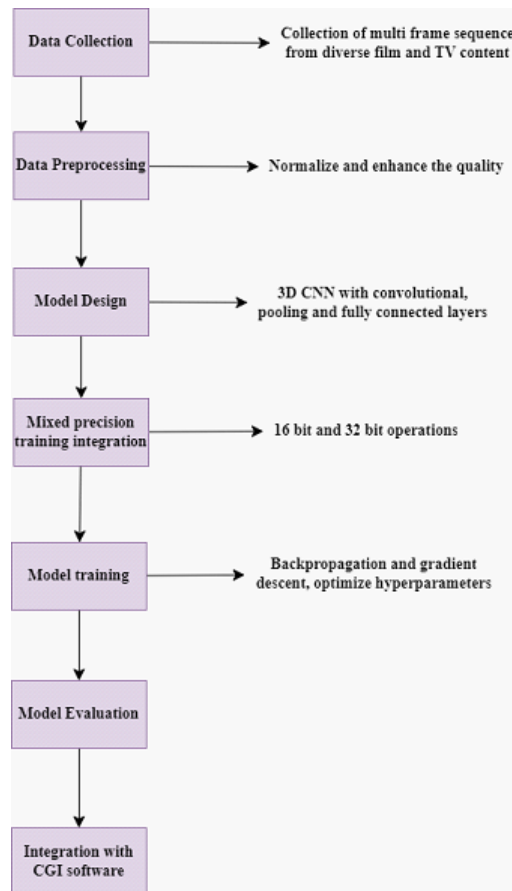 Data Collection
Collection of multi frame sequence
from diverse film and TV content
Data Preprocessing
Normalize and enhance the quality
Model Design
3D CNN with convolutional,
pooling and fully connected layers
Mixed precision
training integration
16 bit and 32 bit operations
Model training
Backpropagation and gradient
descent, optimize hyperparameters
Model Evaluation
Integration with
CGI software